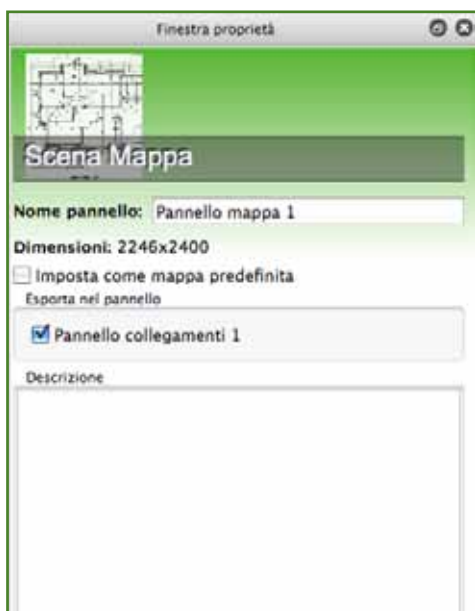 Finestra proprietà
Scena Mappa
Nome pannello: Pannello mappa 1
Dimensioni: 2246x2400
Imposta come mappa predefinita
Esporta nel pannello
Pannello collegamenti 1
Descrizione